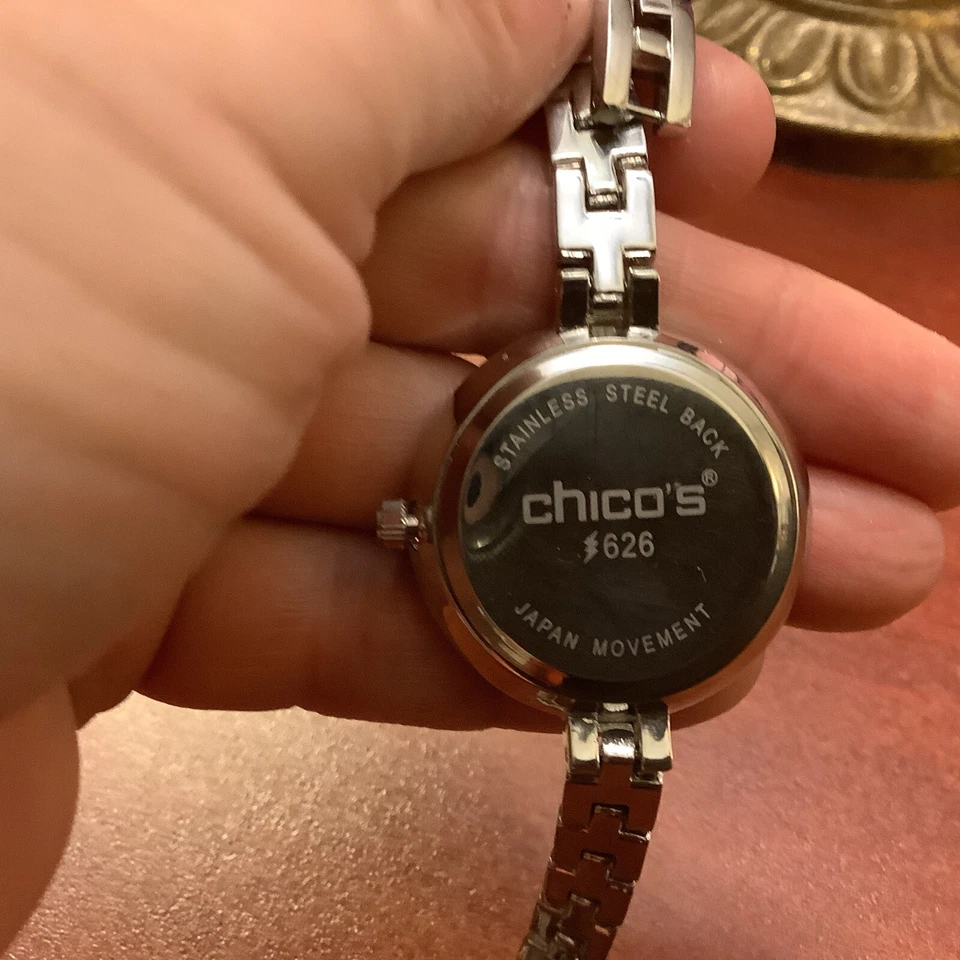 STAINLESS STEEL BACK
chico's®
626
JAPAN MOVEMENT